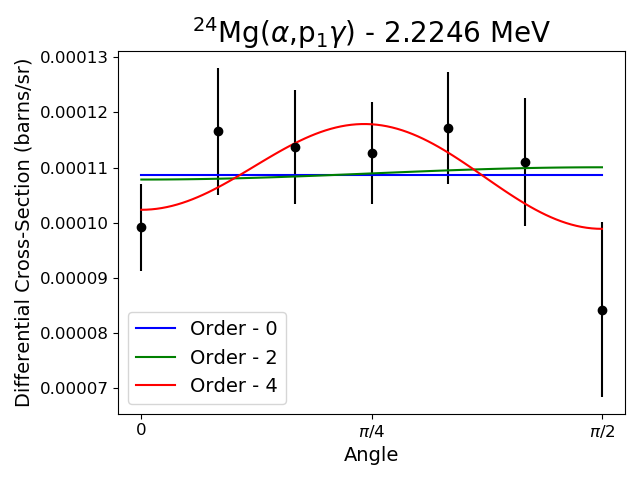 ²⁴Mg(α,p₁γ) - 2.2246 MeV
Differential Cross-Section (barns/sr)
0.00013
0.00012
0.00011
0.00010
0.00009
0.00008
0.00007
Order - 0
Order - 2
Order - 4
0 π/4 π/2
Angle